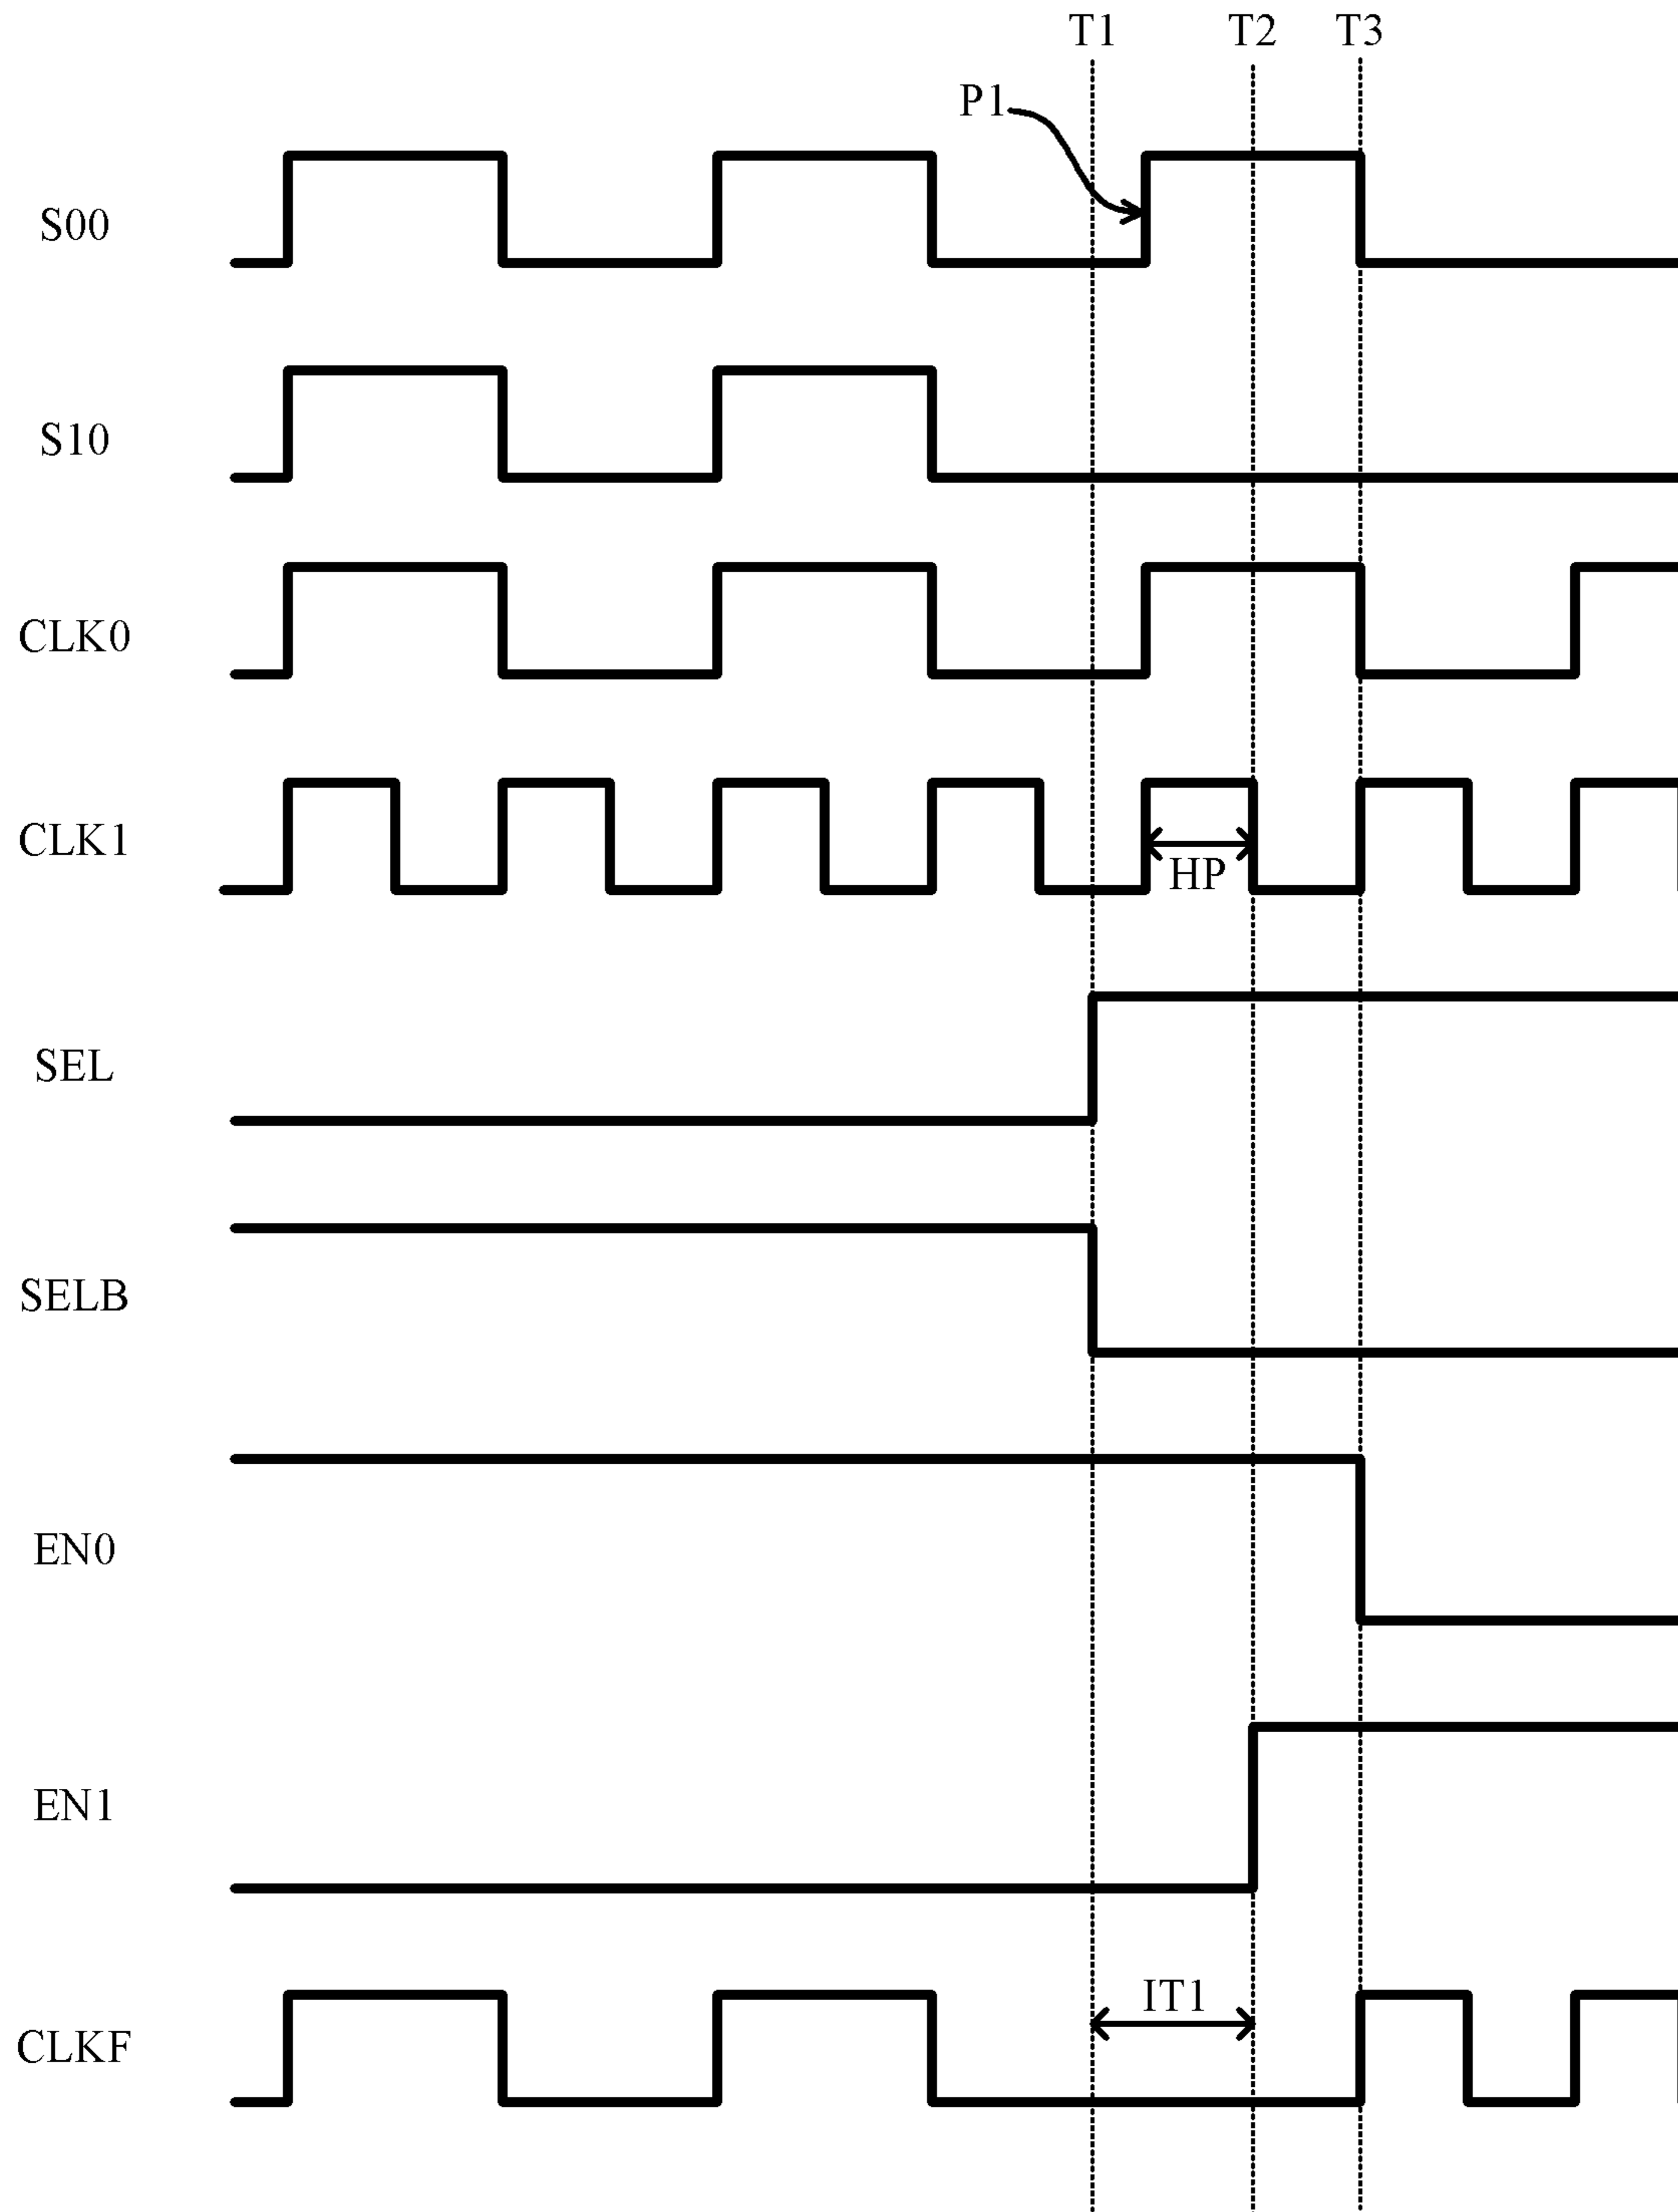 T1 T2 T3
P1
S00
S10
CLK0
CLK1
HP
SEL
SELB
EN0
EN1
IT1
CLKF